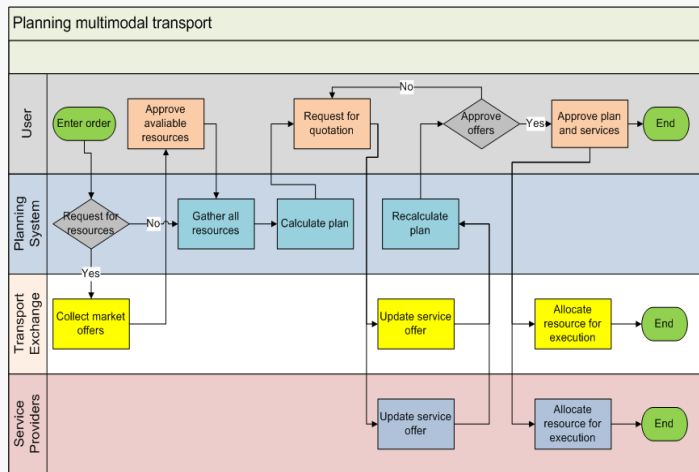 Planning multimodal transport
User
Enter order
Approve
avaliable
resources
Request for
quotation
No
Approve
offers
Yes
Approve plan
and services
End
Planning
System
Request for
resources
No
Gather all
resources
Calculate plan
Recalculate
plan
Yes
Transport
Exchange
Collect market
offers
Update service
offer
Allocate
resource for
execution
End
Service
Providers
Update service
offer
Allocate
resource for
execution
End